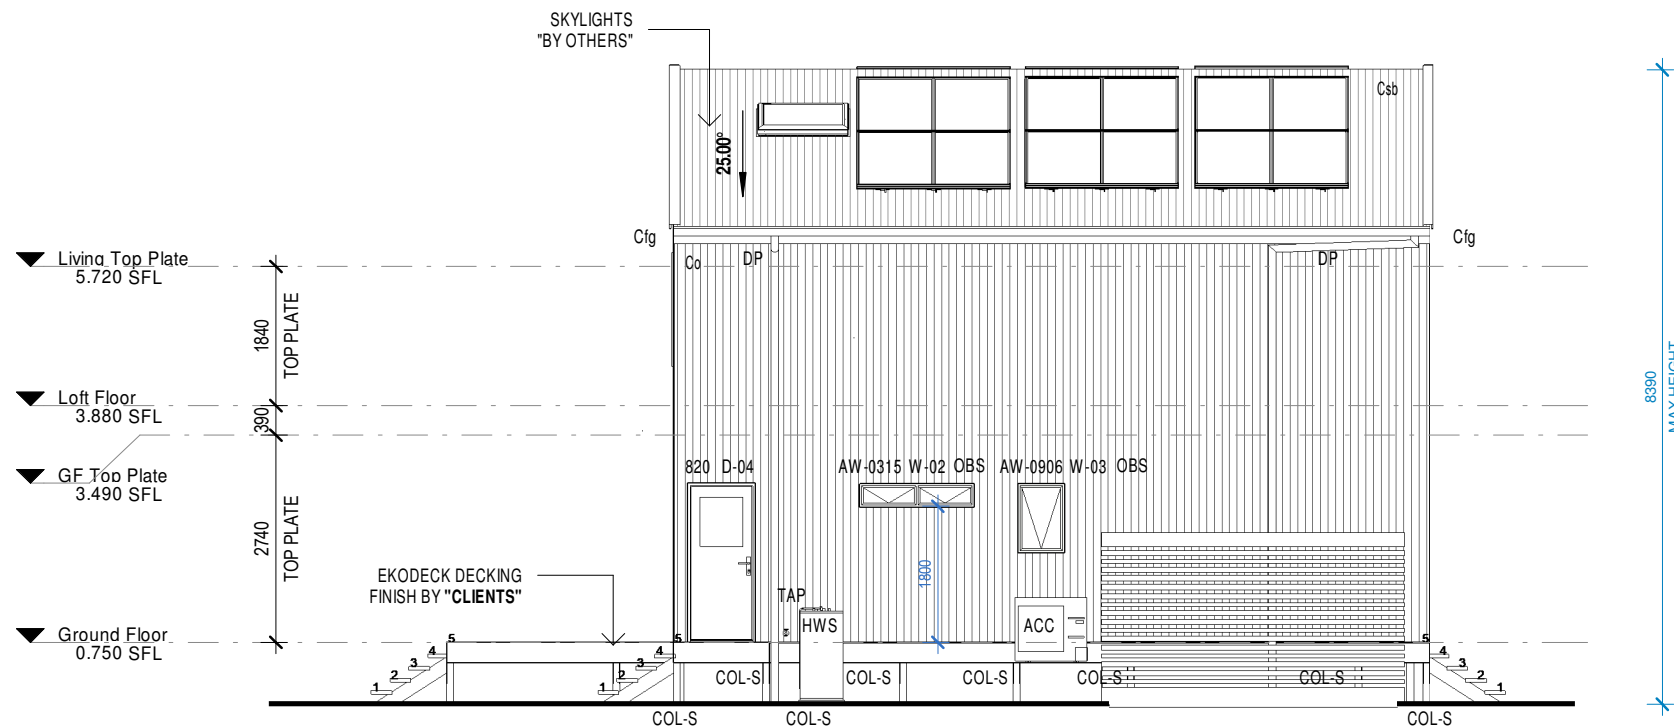 SKYLIGHTS
"BY OTHERS"
Csb
25.00°
Cfg
Cfg
Co
DP
DP
Living Top Plate
5.720 SFL
1840
TOP PLATE
8390
MAX HEIGHT
Loft Floor
3.880 SFL
390
GF Top Plate
3.490 SFL
820 D-04
AW-0315 W-02 OBS
AW-0906 W-03 OBS
2740
TOP PLATE
1800
EKODECK DECKING
FINISH BY "CLIENTS"
TAP
HWS
ACC
Ground Floor
0.750 SFL
5
4
3
2
1
5
4
3
2
1
5
4
3
2
1
COL-S
COL-S
COL-S
COL-S
COL-S
COL-S
COL-S
COL-S